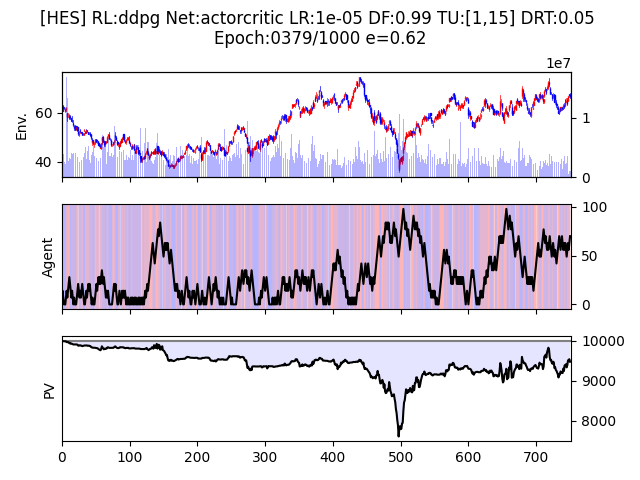 [HES] RL:ddpg Net:actorcritic LR:1e-05 DF:0.99 TU:[1,15] DRT:0.05
Epoch:0379/1000 e=0.62
1e7
Env.
60
40
1
0
Agent
100
50
0
PV
10000
9000
8000
0 100 200 300 400 500 600 700